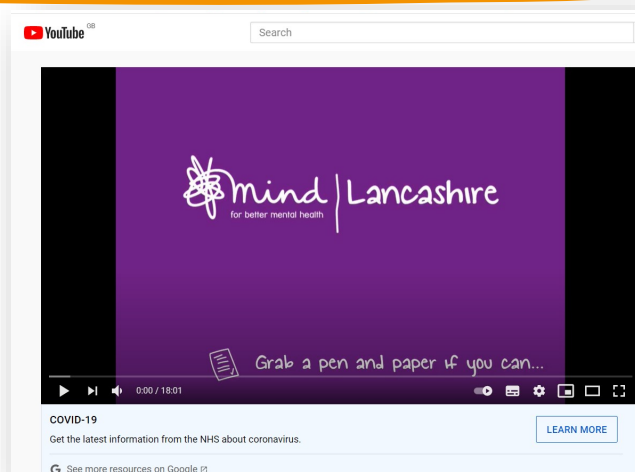 YouTube GB
Search
mind Lancashire
for better mental health
Grab a pen and paper if you can...
0:00 / 18:01
COVID-19
Get the latest information from the NHS about coronavirus.
LEARN MORE
G See more resources on Google